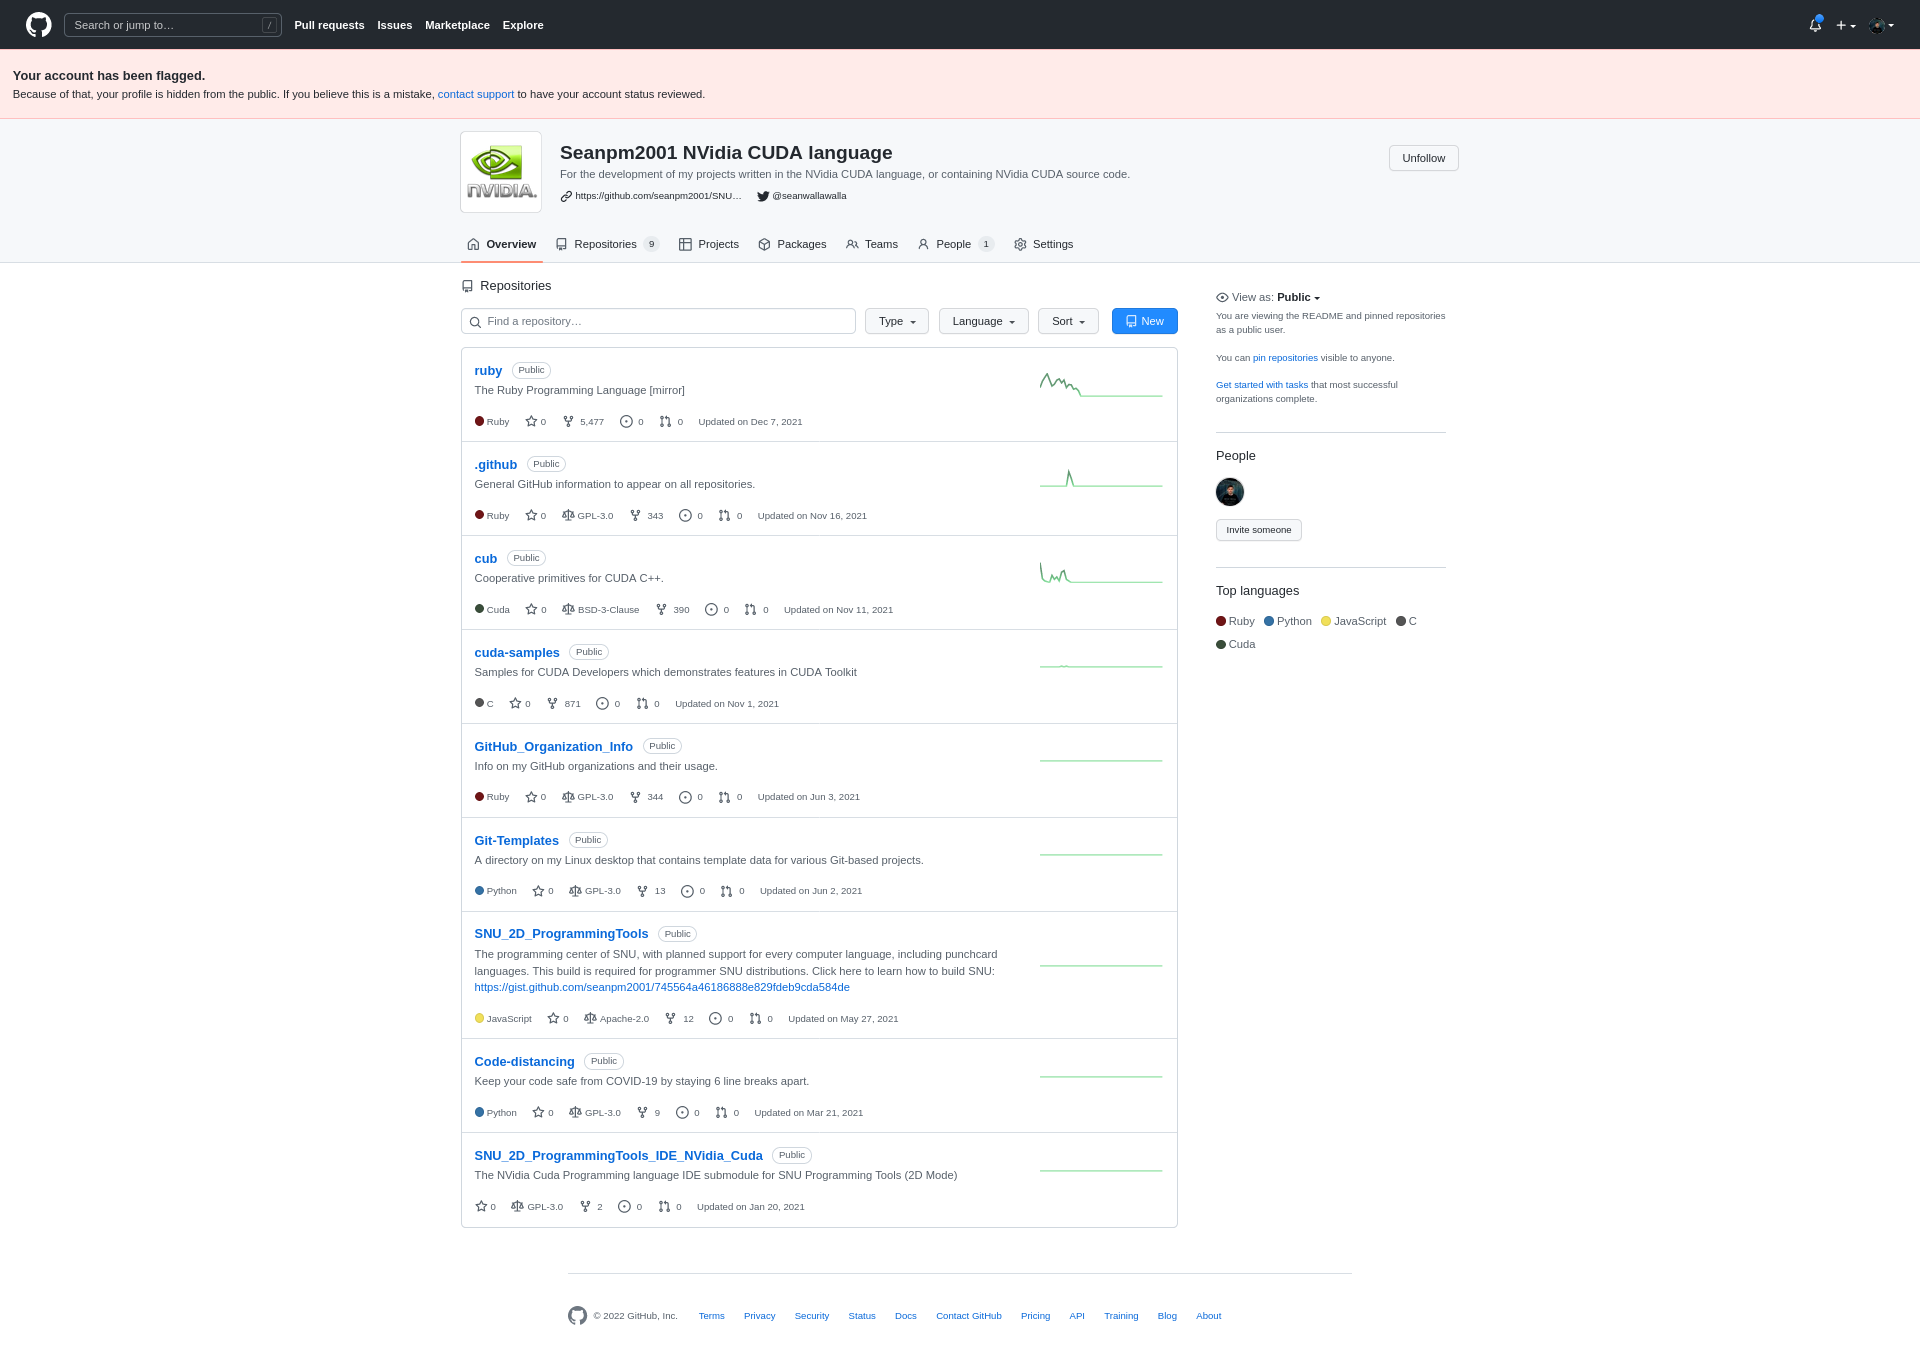 Search or jump to… /
Pull requests Issues Marketplace Explore
Your account has been flagged.
Because of that, your profile is hidden from the public. If you believe this is a mistake, contact support to have your account status reviewed.
NVIDIA.
Seanpm2001 NVidia CUDA language
For the development of my projects written in the NVidia CUDA language, or containing NVidia CUDA source code.
https://github.com/seanpm2001/SNU… @seanwallawalla
Unfollow
Overview Repositories 9 Projects Packages Teams People 1 Settings
Repositories
Find a repository… Type Language Sort New
ruby Public
The Ruby Programming Language [mirror]
Ruby 0 5,477 0 0 Updated on Dec 7, 2021
.github Public
General GitHub information to appear on all repositories.
Ruby 0 GPL-3.0 343 0 0 Updated on Nov 16, 2021
cub Public
Cooperative primitives for CUDA C++.
Cuda 0 BSD-3-Clause 390 0 0 Updated on Nov 11, 2021
cuda-samples Public
Samples for CUDA Developers which demonstrates features in CUDA Toolkit
C 0 871 0 0 Updated on Nov 1, 2021
GitHub_Organization_Info Public
Info on my GitHub organizations and their usage.
Ruby 0 GPL-3.0 344 0 0 Updated on Jun 3, 2021
Git-Templates Public
A directory on my Linux desktop that contains template data for various Git-based projects.
Python 0 GPL-3.0 13 0 0 Updated on Jun 2, 2021
SNU_2D_ProgrammingTools Public
The programming center of SNU, with planned support for every computer language, including punchcard
languages. This build is required for programmer SNU distributions. Click here to learn how to build SNU:
https://gist.github.com/seanpm2001/745564a46186888e829fdeb9cda584de
JavaScript 0 Apache-2.0 12 0 0 Updated on May 27, 2021
Code-distancing Public
Keep your code safe from COVID-19 by staying 6 line breaks apart.
Python 0 GPL-3.0 9 0 0 Updated on Mar 21, 2021
SNU_2D_ProgrammingTools_IDE_NVidia_Cuda Public
The NVidia Cuda Programming language IDE submodule for SNU Programming Tools (2D Mode)
0 GPL-3.0 2 0 0 Updated on Jan 20, 2021
View as: Public
You are viewing the README and pinned repositories
as a public user.
You can pin repositories visible to anyone.
Get started with tasks that most successful
organizations complete.
People
Invite someone
Top languages
Ruby Python JavaScript C
Cuda
© 2022 GitHub, Inc. Terms Privacy Security Status Docs Contact GitHub Pricing API Training Blog About